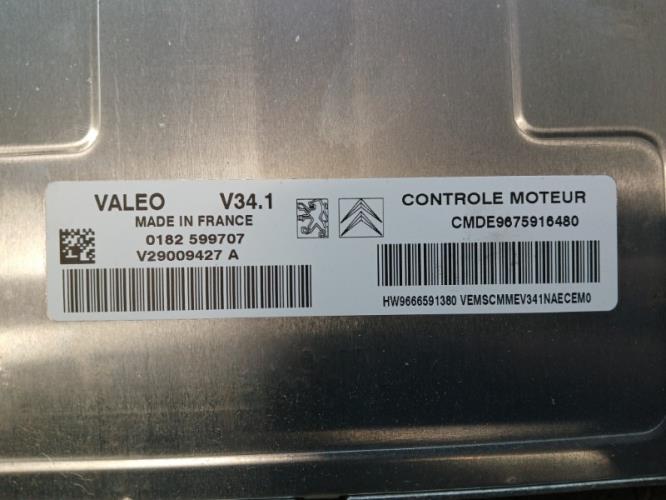 VALEO V34.1
MADE IN FRANCE
0182 599707
V29009427 A
CONTROLE MOTEUR
CMDE9675916480
HW9666591380 VEMSCMMEV341NAECEM0